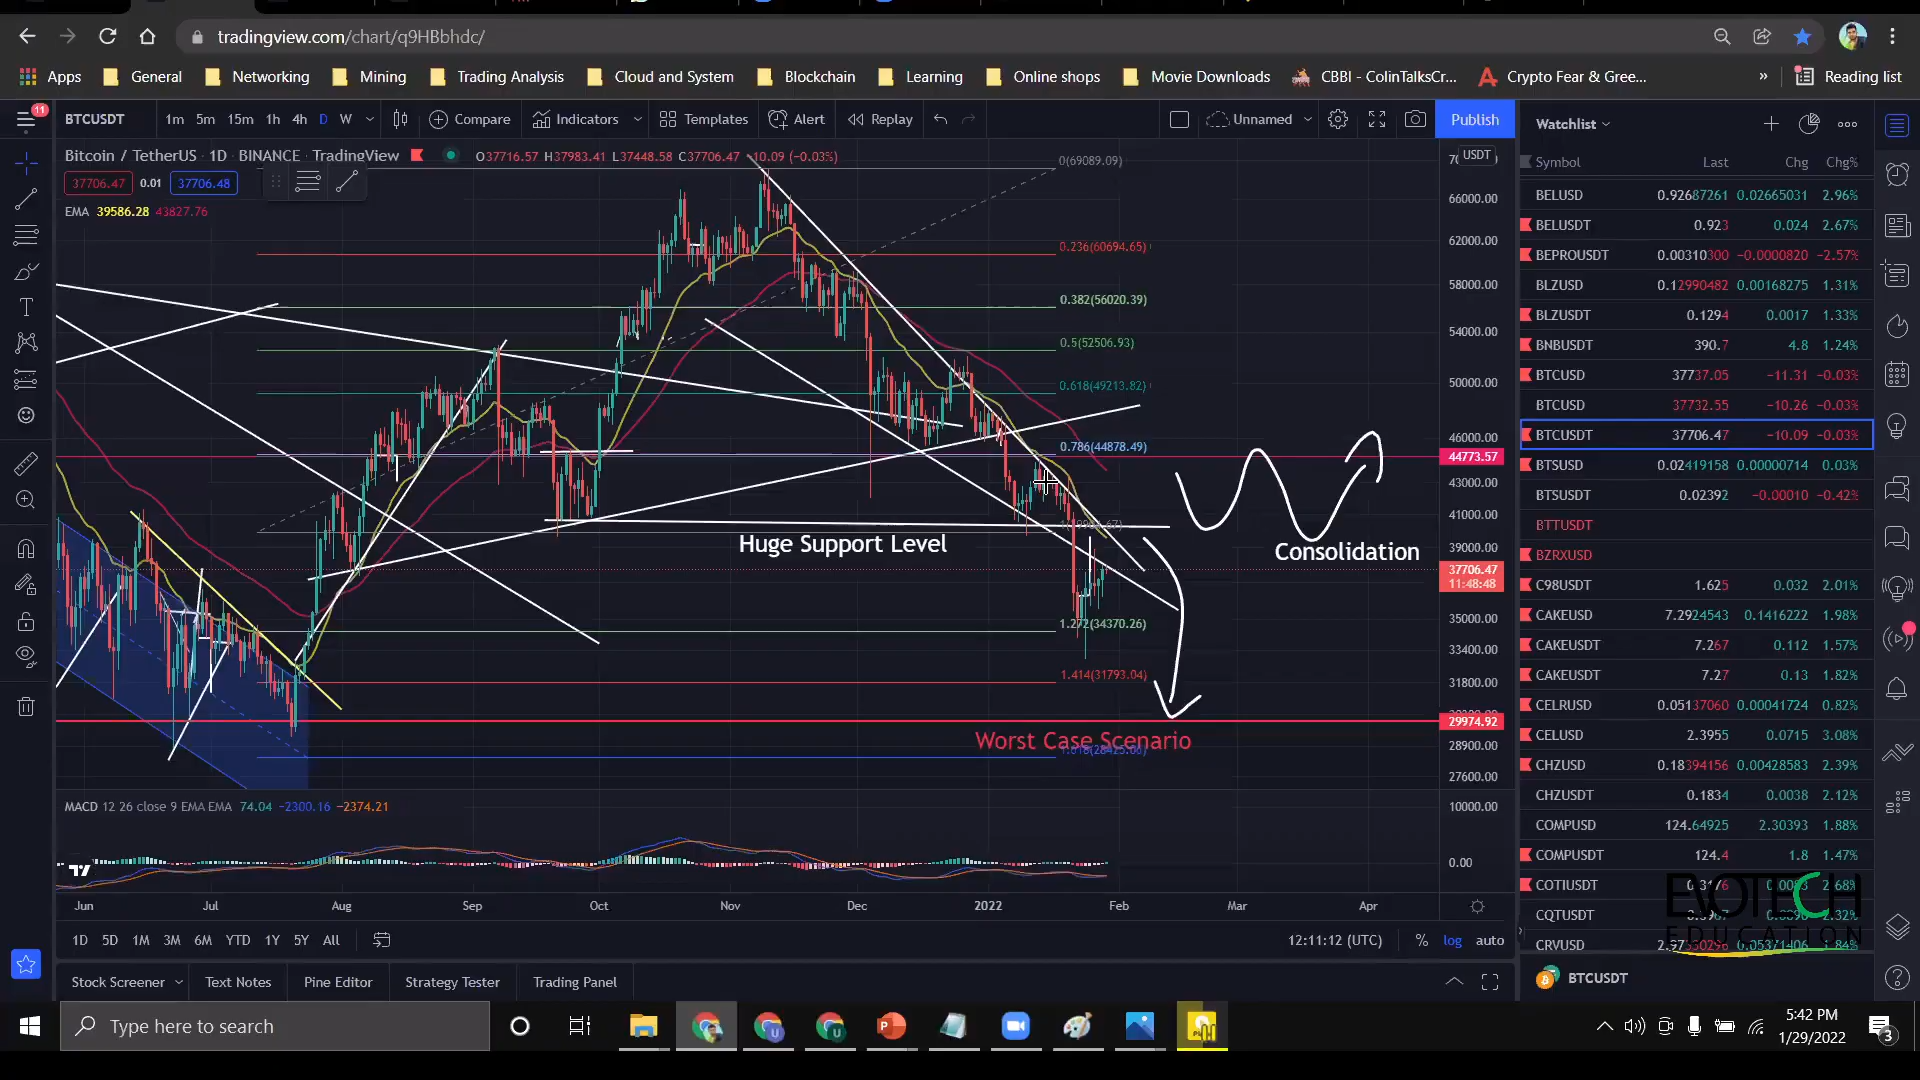 tradingview.com/chart/q9HBbhdc/
Apps General Networking Mining Trading Analysis Cloud and System Blockchain Learning Online shops Movie Downloads CBBI - ColinTalksCr... Crypto Fear & Gree... » Reading list
11 BTCUSDT 1m 5m 15m 1h 4h D W Compare Indicators Templates Alert Replay Unnamed Publish
Watchlist
Bitcoin / TetherUS · 1D · BINANCE · TradingView O37716.57 H37983.41 L37448.58 C37706.47 −10.09 (−0.03%)
USDT
37706.47 0.01 37706.48
EMA 39586.28 43827.76
Symbol Last Chg Chg%
BELUSD 0.92687261 0.02665031 2.96%
BELUSDT 0.923 0.024 2.67%
BEPROUSDT 0.00310300 −0.0000820 −2.57%
BLZUSD 0.12990482 0.00168275 1.31%
BLZUSDT 0.1294 0.0017 1.33%
BNBUSDT 390.7 4.8 1.24%
BTCUSD 37737.05 −11.31 −0.03%
BTCUSD 37732.55 −10.26 −0.03%
BTCUSDT 37706.47 −10.09 −0.03%
BTSUSD 0.02419158 0.00000714 0.03%
BTSUSDT 0.02392 −0.00010 −0.42%
BTTUSDT
BZRXUSD
C98USDT 1.625 0.032 2.01%
CAKEUSD 7.2924543 0.1416222 1.98%
CAKEUSDT 7.267 0.112 1.57%
CAKEUSDT 7.27 0.13 1.82%
CELRUSD 0.05137060 0.00041724 0.82%
CELUSD 2.3955 0.0715 3.08%
CHZUSD 0.18394156 0.00428583 2.39%
CHZUSDT 0.1834 0.0038 2.12%
COMPUSD 124.64925 2.30393 1.88%
COMPUSDT 124.4 1.8 1.47%
COTIUSDT 2.68%
CQTUSDT 2.32%
CRVUSD
EVOTECH
EDUCATION
BTCUSDT
0(69089.09)
0.236(60694.65)
0.382(56020.39)
0.5(52506.93)
0.618(49213.82)
0.786(44878.49)
1.272(34370.26)
1.414(31793.04)
Huge Support Level
Consolidation
Worst Case Scenario
66000.00
62000.00
58000.00
54000.00
50000.00
46000.00
44773.57
43000.00
41000.00
39000.00
37706.47
11:48:48
35000.00
33400.00
31800.00
29974.92
28900.00
27600.00
MACD 12 26 close 9 EMA EMA 74.04 −2300.16 −2374.21
10000.00
0.00
Jun Jul Aug Sep Oct Nov Dec 2022 Feb Mar Apr
1D 5D 1M 3M 6M YTD 1Y 5Y All 12:11:12 (UTC) % log auto
Stock Screener Text Notes Pine Editor Strategy Tester Trading Panel
Type here to search
5:42 PM
1/29/2022
3